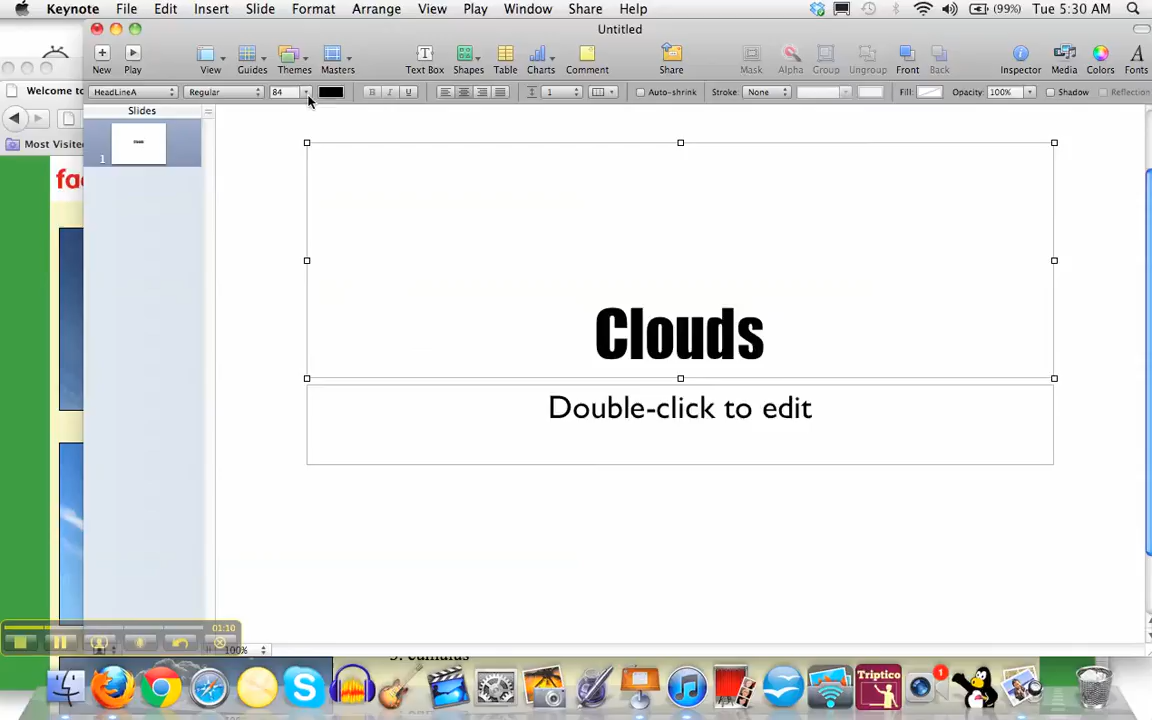 Keynote File Edit Insert Slide Format Arrange View Play Window Share Help (99%) Tue 5:30 AM
Untitled
New Play View Guides Themes Masters Text Box Shapes Table Charts Comment Share Mask Alpha Group Ungroup Front Back Inspector Media Colors Fonts
HeadLineA Regular 84 B I U 1 Auto-shrink Stroke: None Fill: Opacity: 100% Shadow Reflection
Welcome to
Slides
Most Visited
1
Clouds
Double-click to edit
01:10
100%
Triptico
1